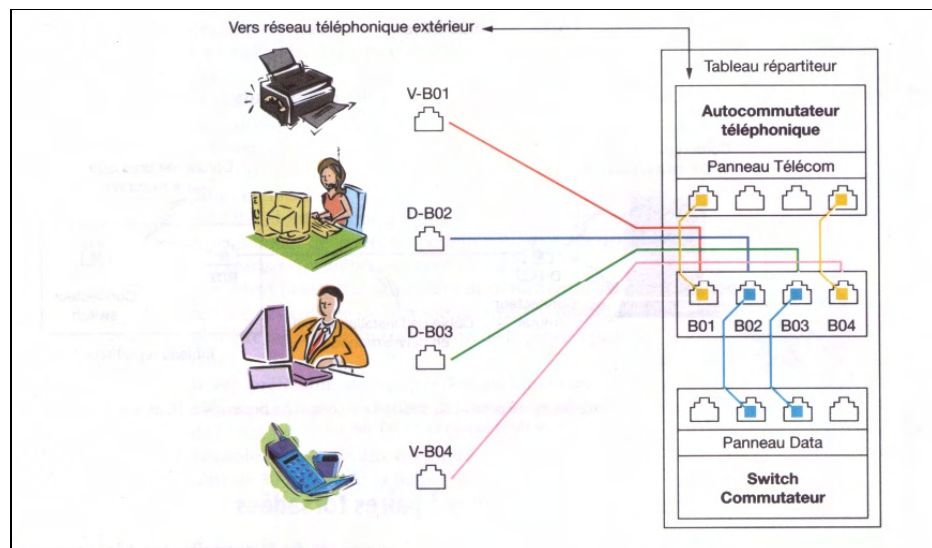 Vers réseau téléphonique extérieur
Tableau répartiteur
V-B01
Autocommutateur
téléphonique
Panneau Télécom
D-B02
D-B03
B01 B02 B03 B04
V-B04
Panneau Data
Switch
Commutateur